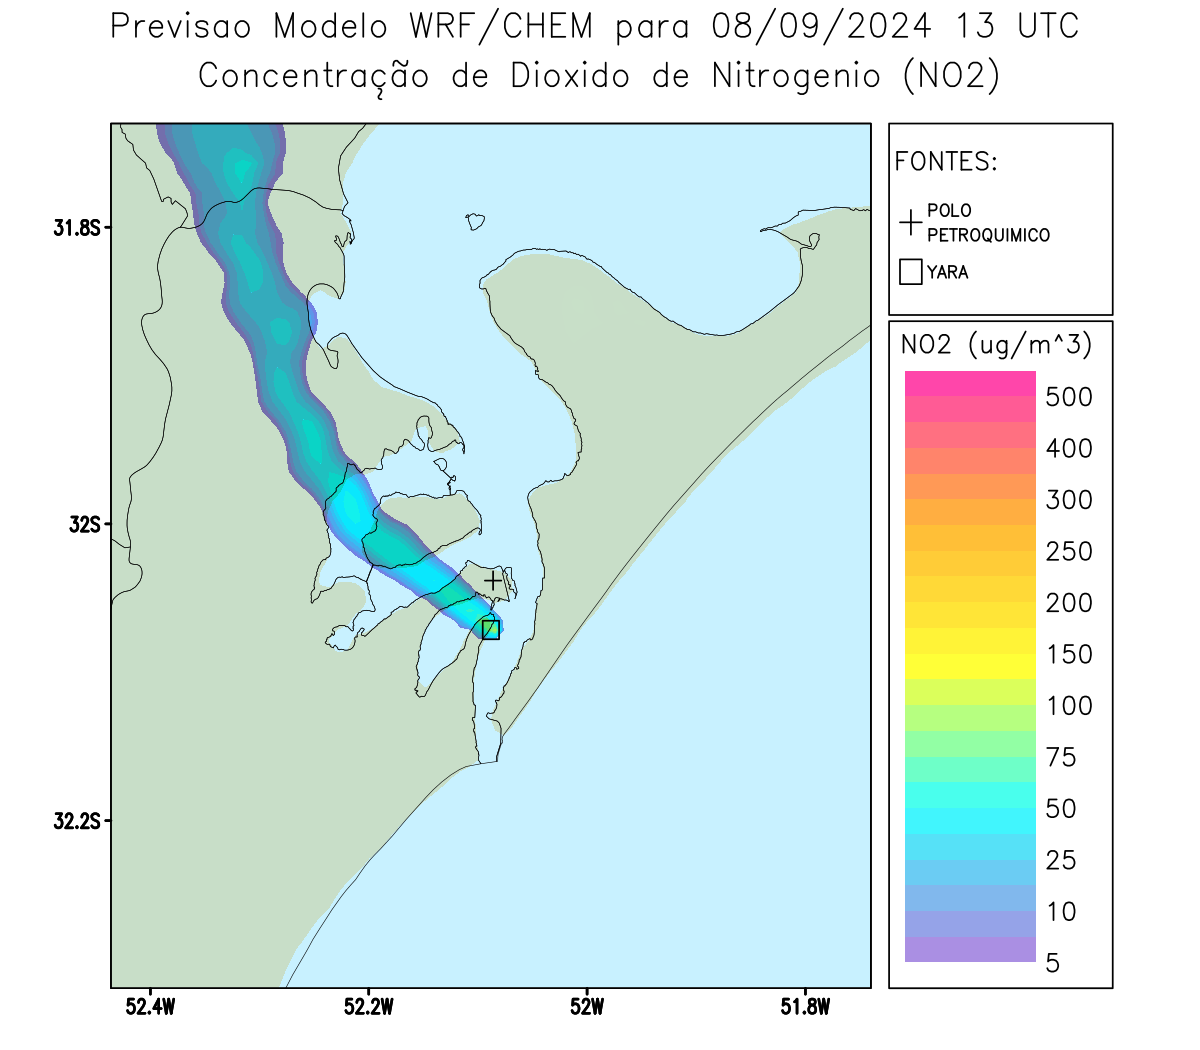 Previsao Modelo WRF/CHEM para 08/09/2024 13 UTC
Concentração de Dioxido de Nitrogenio (NO2)
FONTES:
POLO
PETROQUIMICO
YARA
NO2 (ug/m^3)
500
400
300
250
200
150
100
75
50
25
10
5
31.8S
32S
32.2S
52.4W
52.2W
52W
51.8W